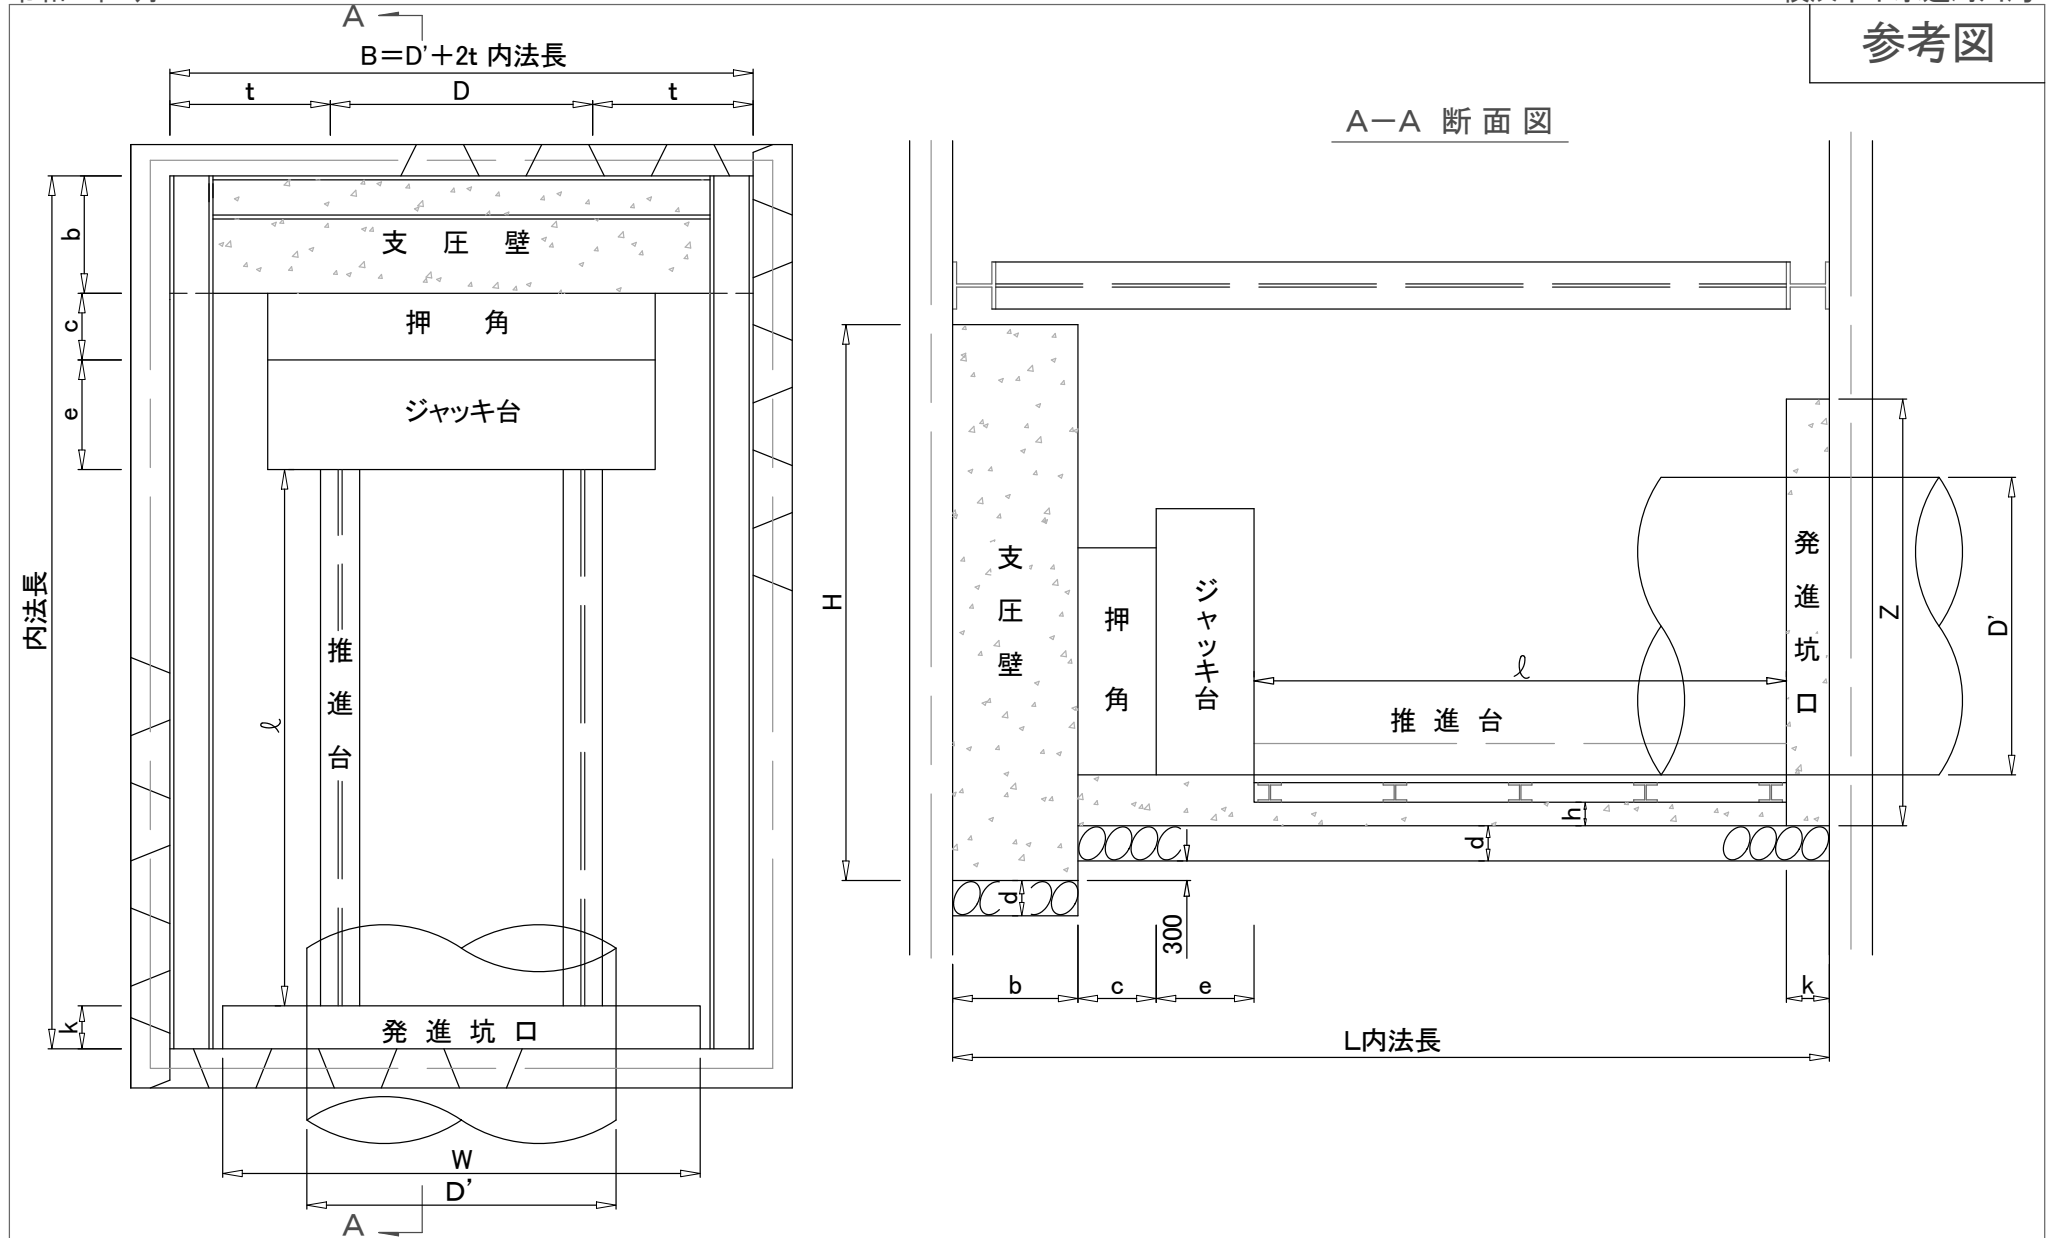 参考図
A
B=D'+2t 内法長
t
D
t
b
c
e
内法長
ℓ
k
支圧壁
押角
ジャッキ台
推進台
発進坑口
W
D'
A
A-A 断面図
H
支圧壁
押角
ジャッキ台
ℓ
推進台
発進坑口
Z
D'
h
d
d
300
b
c
e
k
L内法長